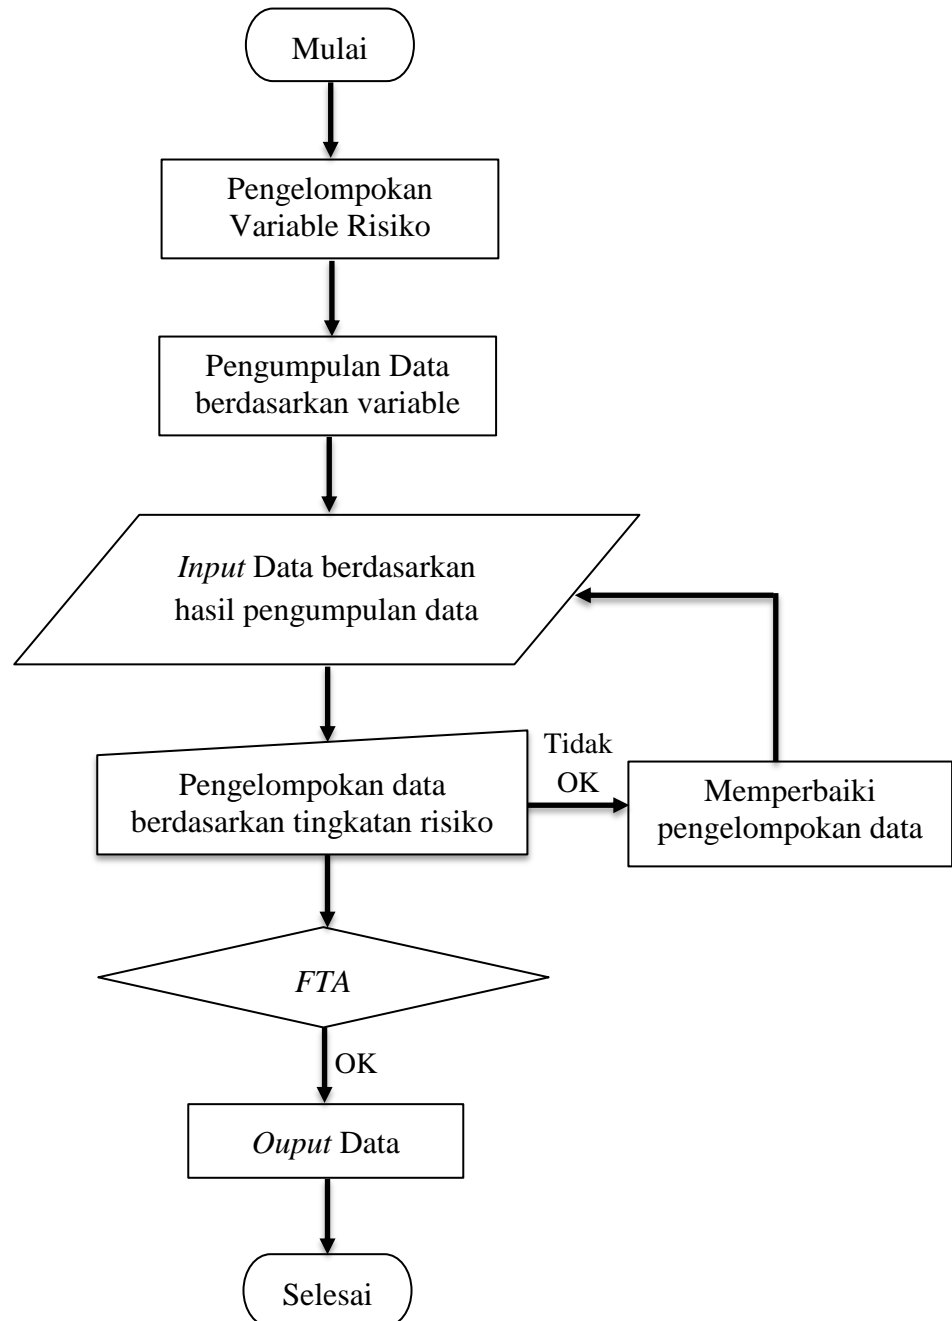 Mulai
Pengelompokan
Variable Risiko
Pengumpulan Data
berdasarkan variable
Input Data berdasarkan
hasil pengumpulan data
Pengelompokan data
berdasarkan tingkatan risiko
Tidak
OK
Memperbaiki
pengelompokan data
FTA
OK
Ouput Data
Selesai